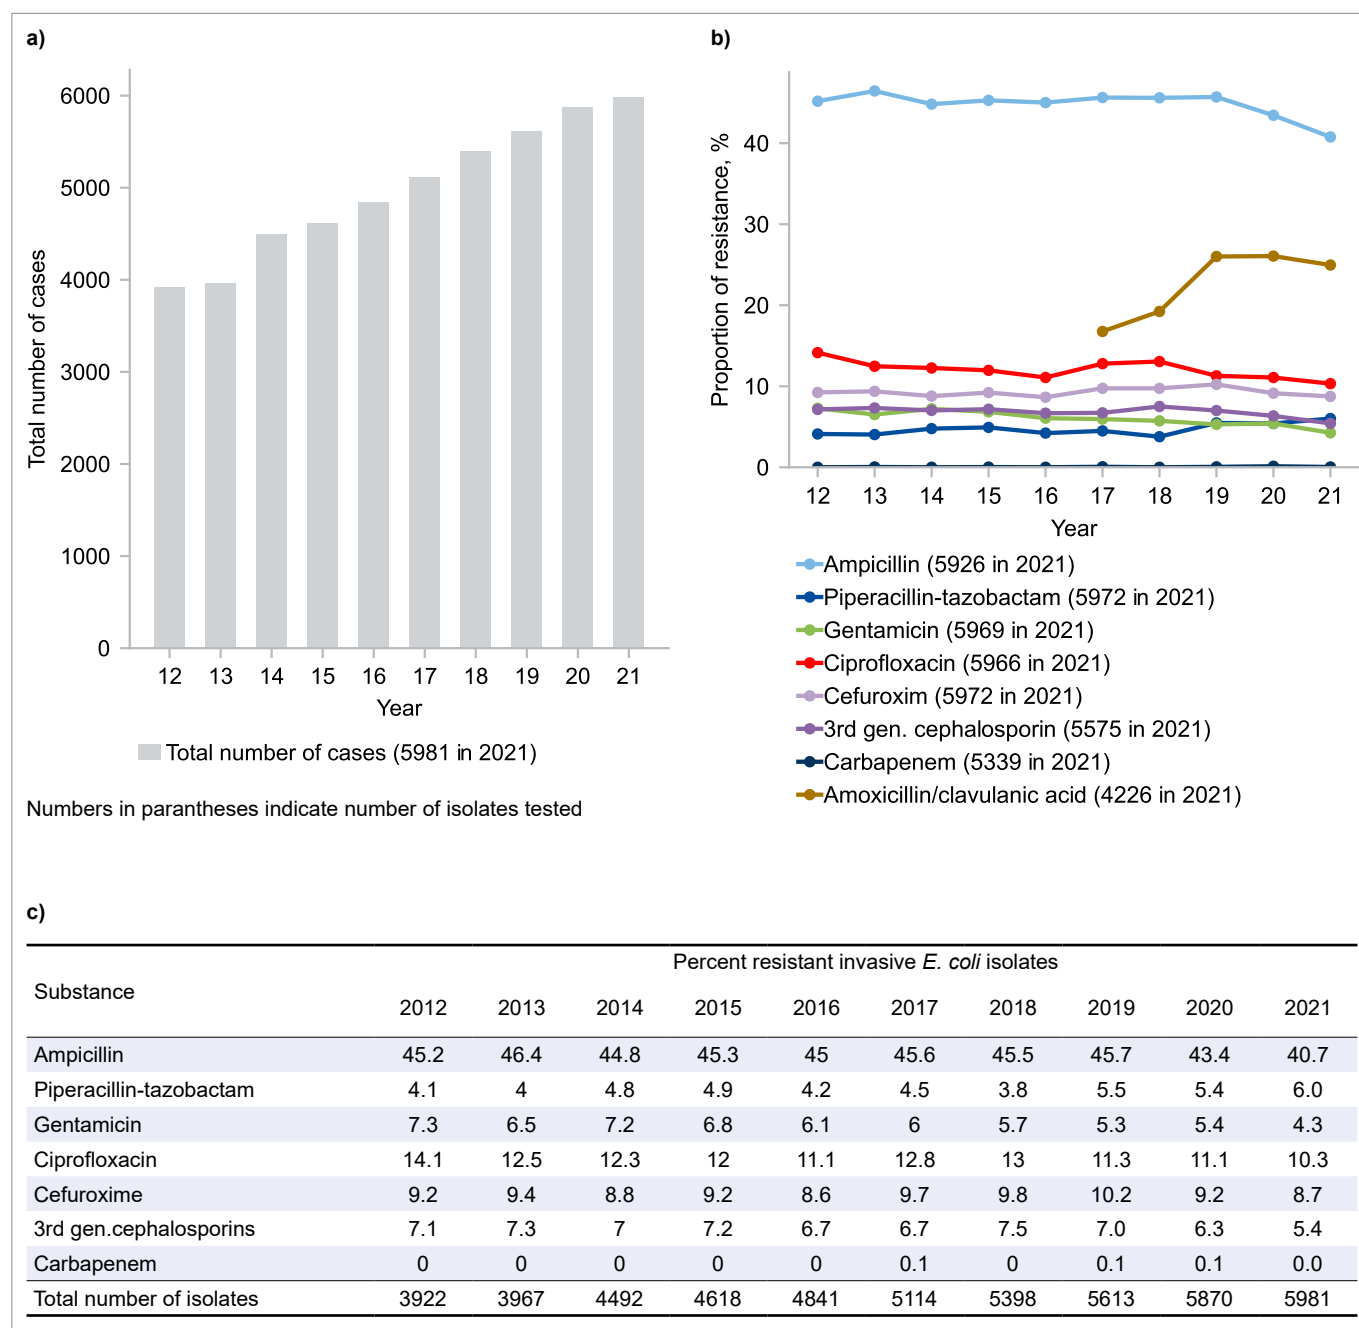 a)
Total number of cases
6000
5000
4000
3000
2000
1000
0
12 13 14 15 16 17 18 19 20 21
Year
Total number of cases (5981 in 2021)
Numbers in parantheses indicate number of isolates tested
b)
Proportion of resistance, %
40
30
20
10
0
12 13 14 15 16 17 18 19 20 21
Year
Ampicillin (5926 in 2021)
Piperacillin-tazobactam (5972 in 2021)
Gentamicin (5969 in 2021)
Ciprofloxacin (5966 in 2021)
Cefuroxim (5972 in 2021)
3rd gen. cephalosporin (5575 in 2021)
Carbapenem (5339 in 2021)
Amoxicillin/clavulanic acid (4226 in 2021)
c)
Percent resistant invasive E. coli isolates
Substance
2012 2013 2014 2015 2016 2017 2018 2019 2020 2021
Ampicillin 45.2 46.4 44.8 45.3 45 45.6 45.5 45.7 43.4 40.7
Piperacillin-tazobactam 4.1 4 4.8 4.9 4.2 4.5 3.8 5.5 5.4 6.0
Gentamicin 7.3 6.5 7.2 6.8 6.1 6 5.7 5.3 5.4 4.3
Ciprofloxacin 14.1 12.5 12.3 12 11.1 12.8 13 11.3 11.1 10.3
Cefuroxime 9.2 9.4 8.8 9.2 8.6 9.7 9.8 10.2 9.2 8.7
3rd gen.cephalosporins 7.1 7.3 7 7.2 6.7 6.7 7.5 7.0 6.3 5.4
Carbapenem 0 0 0 0 0 0.1 0 0.1 0.1 0.0
Total number of isolates 3922 3967 4492 4618 4841 5114 5398 5613 5870 5981